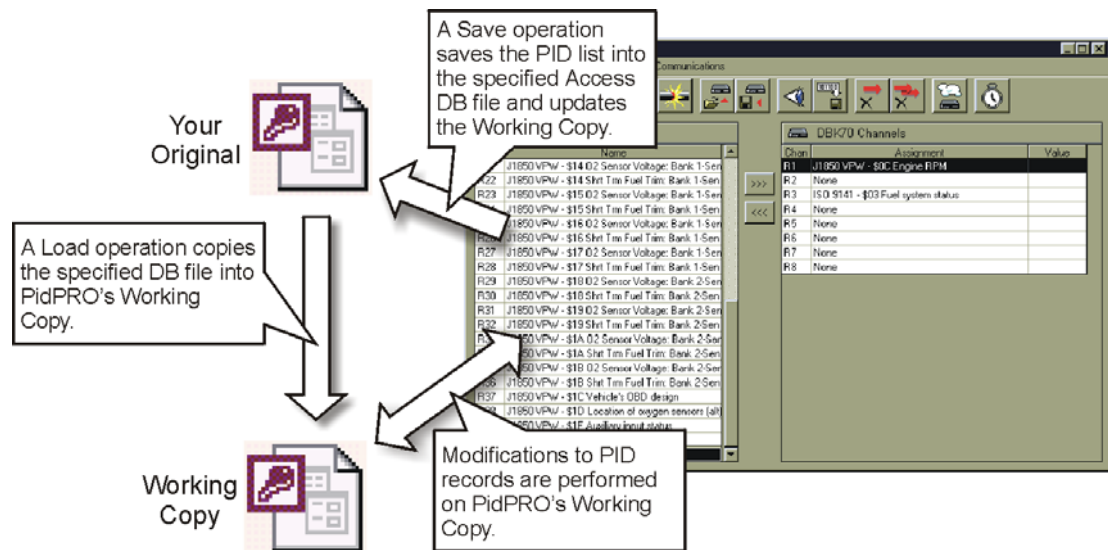 A Save operation
saves the PID list into
the specified Access
DB file and updates
the Working Copy.
Your
Original
A Load operation copies
the specified DB file into
PidPRO's Working
Copy.
Working
Copy
Modifications to PID
records are performed
on PidPRO's Working
Copy.
Communications
Name
J1850 VPW - $14 O2 Sensor Voltage: Bank 1-Sen
R22 J1850 VPW - $14 Shrt Trm Fuel Trim: Bank 1-Sen
R23 J1850 VPW - $15 O2 Sensor Voltage: Bank 1-Sen
J1850 VPW - $15 Shrt Trm Fuel Trim: Bank 1-Sen
J1850 VPW - $16 O2 Sensor Voltage: Bank 1-Sen
R26 J1850 VPW - $16 Shrt Trm Fuel Trim: Bank 1-Sen
R27 J1850 VPW - $17 O2 Sensor Voltage: Bank 1-Sen
R28 J1850 VPW - $17 Shrt Trm Fuel Trim: Bank 1-Sen
R29 J1850 VPW - $18 O2 Sensor Voltage: Bank 2-Sen
R30 J1850 VPW - $18 Shrt Trm Fuel Trim: Bank 2-Sen
R31 J1850 VPW - $19 O2 Sensor Voltage: Bank 2-Sen
R32 J1850 VPW - $19 Shrt Trm Fuel Trim: Bank 2-Sen
J1850 VPW - $1A O2 Sensor Voltage: Bank 2-Sen
J1850 VPW - $1A Shrt Trm Fuel Trim: Bank 2-Sen
J1850 VPW - $1B O2 Sensor Voltage: Bank 2-Sen
J1850 VPW - $1B Shrt Trm Fuel Trim: Bank 2-Sen
R37 J1850 VPW - $1C Vehicle's OBD design
J1850 VPW - $1D Location of oxygen sensors (alt)
J1850 VPW - $1E Auxiliary input status
>>>
<<<
DBK70 Channels
Chan Assignment Value
R1 J1850 VPW - $0C Engine RPM
R2 None
R3 ISO 9141 - $03 Fuel system status
R4 None
R5 None
R6 None
R7 None
R8 None